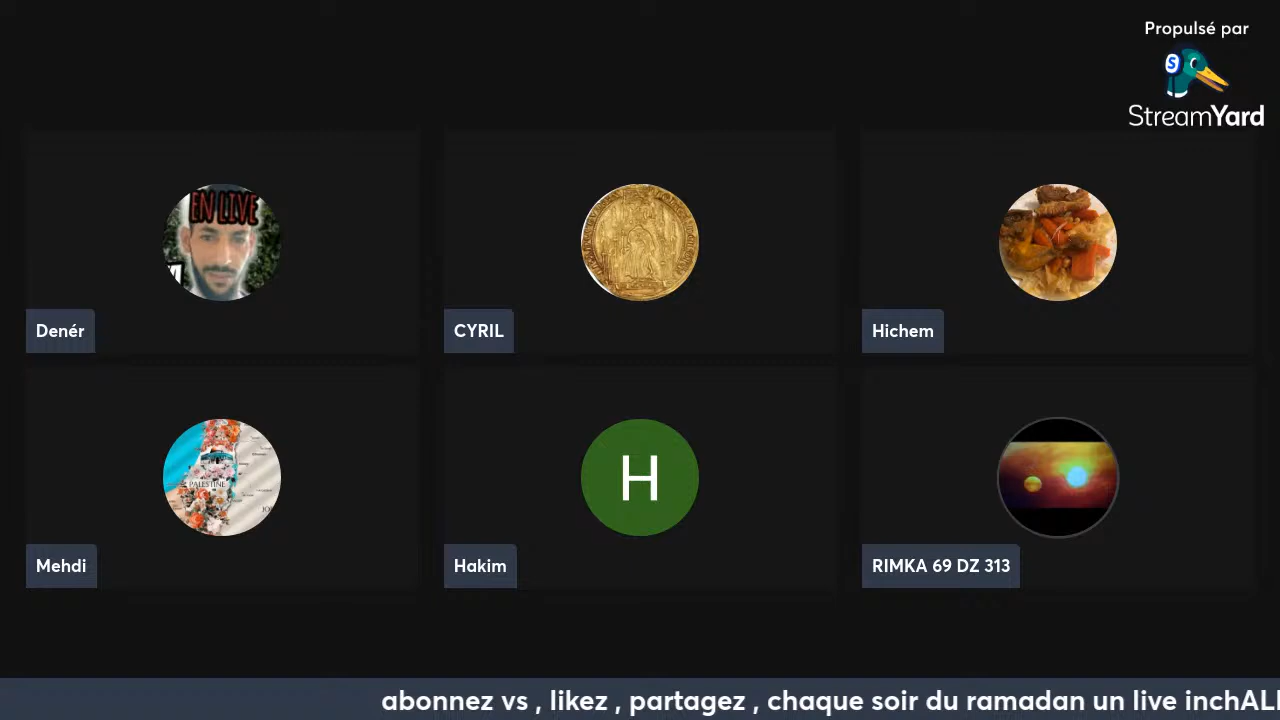 Propulsé par
S
StreamYard
EN LIVE
Denér
CYRIL
Hichem
PALESTINE
Mehdi
H
Hakim
RIMKA 69 DZ 313
abonnez vs , likez , partagez , chaque soir du ramadan un live inchAL